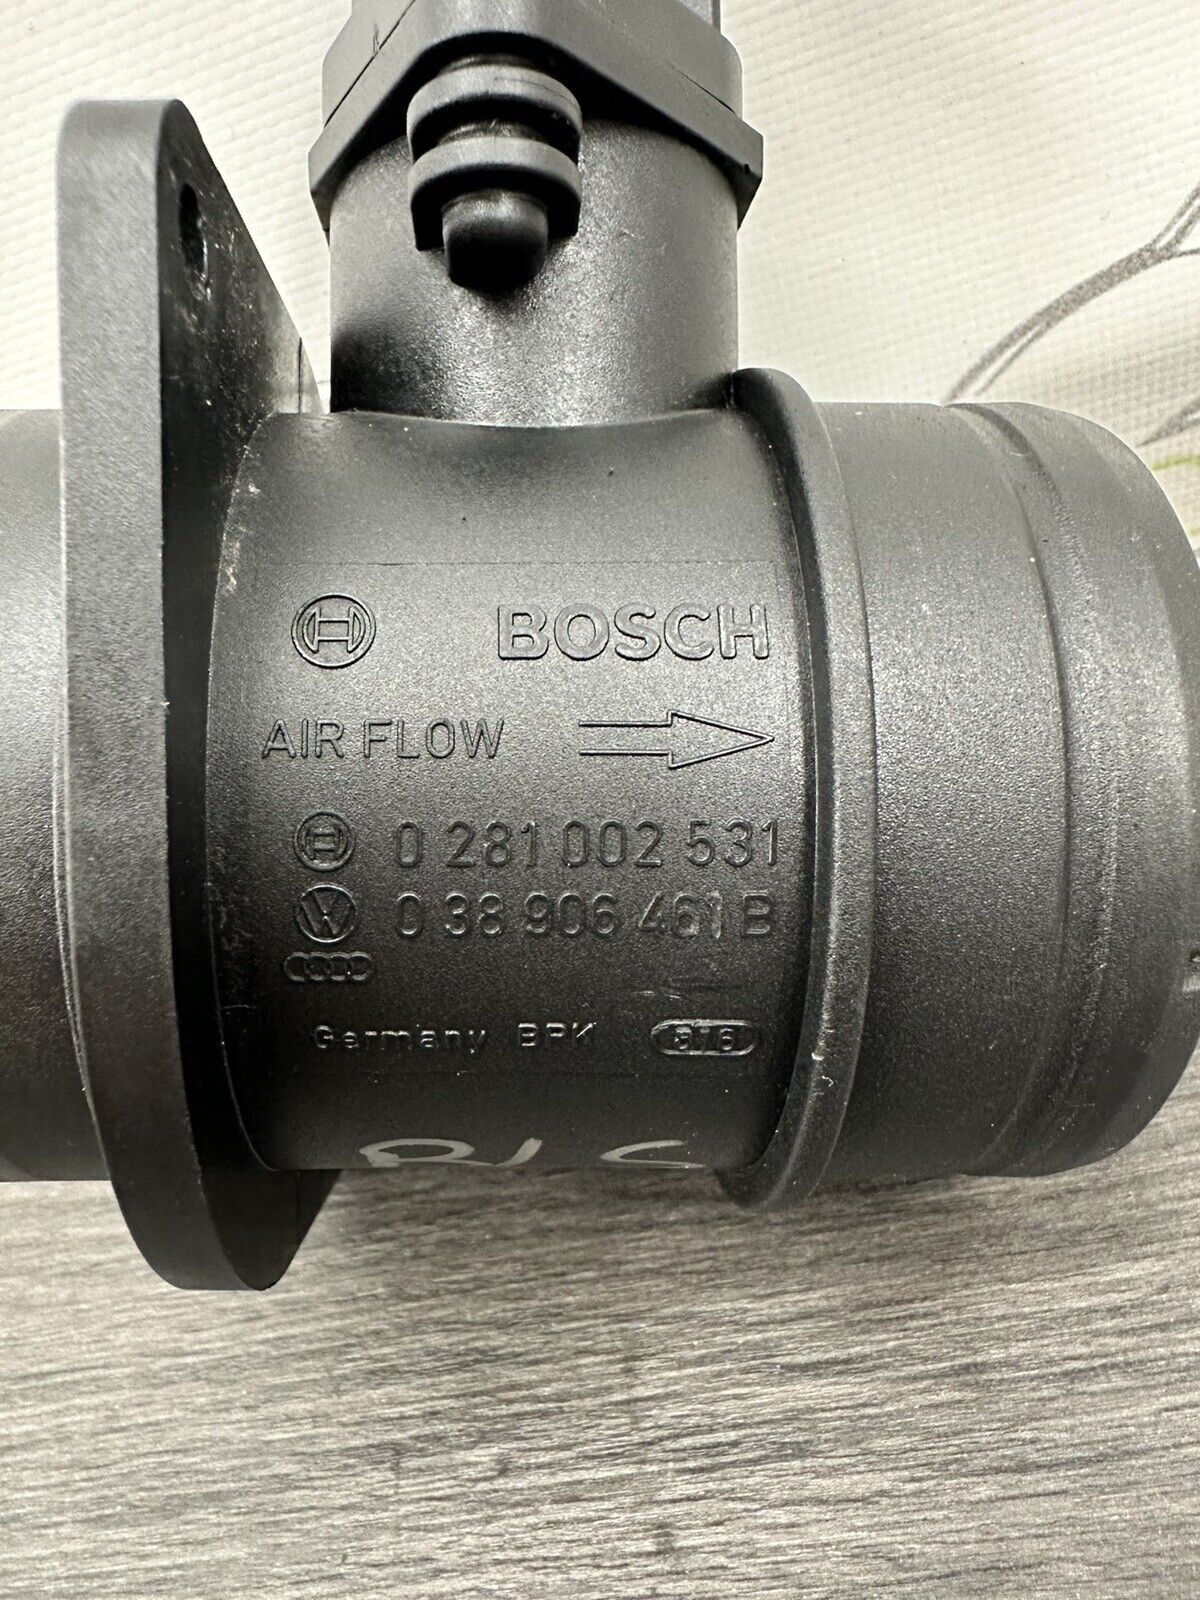 BOSCH
AIR FLOW
0 281 002 531
0 38 906 461 B
Germany BPK